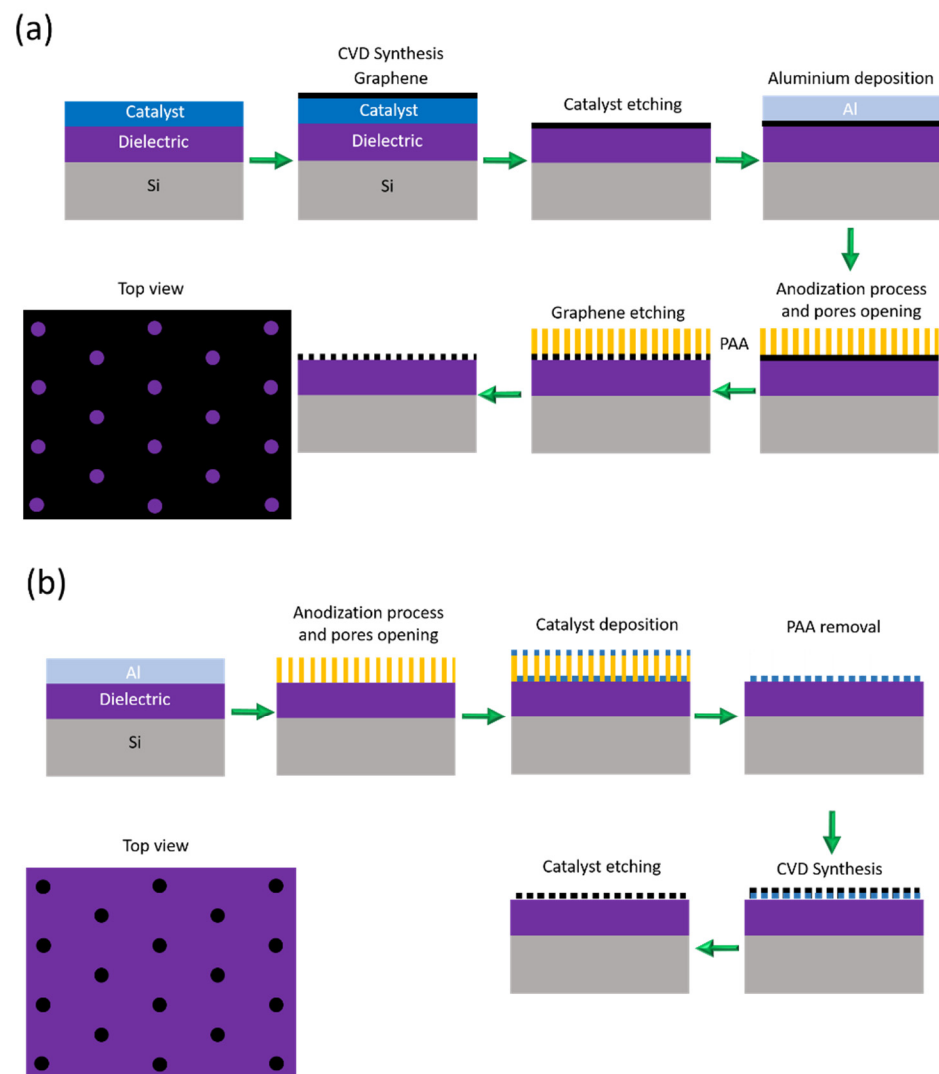 (a)
CVD Synthesis
Graphene
Catalyst
Dielectric
Si
Catalyst
Dielectric
Si
Catalyst etching
Aluminium deposition
Al
Top view
Graphene etching
PAA
Anodization process
and pores opening
(b)
Al
Dielectric
Si
Anodization process
and pores opening
Catalyst deposition
PAA removal
Top view
Catalyst etching
CVD Synthesis